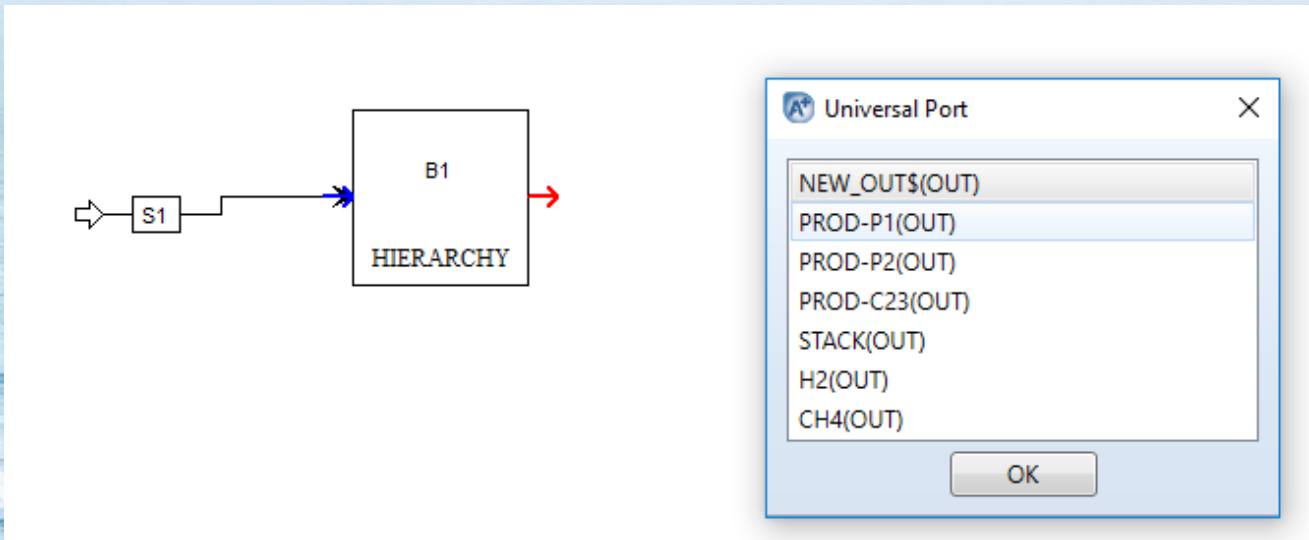 S1
B1
HIERARCHY
Universal Port
NEW_OUT$(OUT)
PROD-P1(OUT)
PROD-P2(OUT)
PROD-C23(OUT)
STACK(OUT)
H2(OUT)
CH4(OUT)
OK